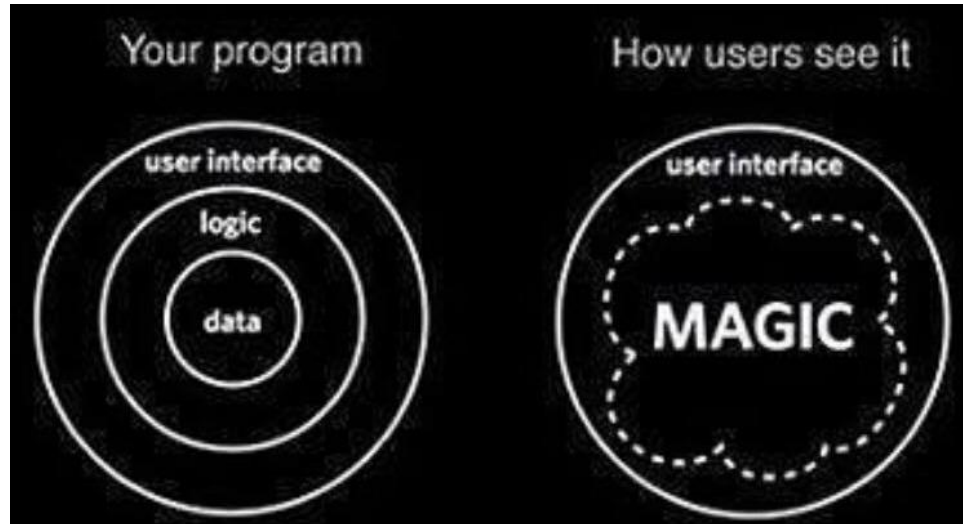 Your program
user interface
logic
data
How users see it
user interface
MAGIC